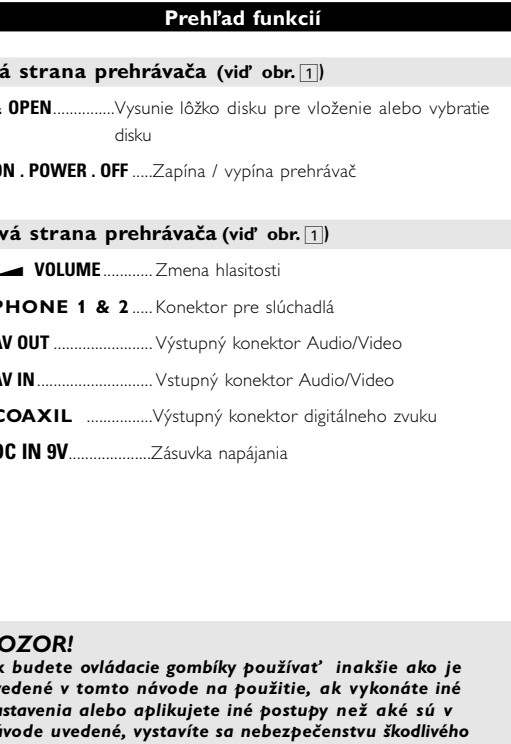 Prehľad funkcií
á strana prehrávača (viď obr. 1)
OPEN...............Vysunie lôžko disku pre vloženie alebo vybratie
disku
ON . POWER . OFF .....Zapína / vypína prehrávač
vá strana prehrávača (viď obr. 1)
VOLUME............ Zmena hlasitosti
PHONE 1 & 2..... Konektor pre slúchadlá
AV OUT ........................ Výstupný konektor Audio/Video
AV IN............................ Vstupný konektor Audio/Video
COAXIL ................Výstupný konektor digitálneho zvuku
DC IN 9V....................Zásuvka napájania
OZOR!
k budete ovládacie gombíky používať inakšie ako je
vedené v tomto návode na použitie, ak vykonáte iné
astavenia alebo aplikujete iné postupy než aké sú v
ávode uvedené, vystavíte sa nebezpečenstvu škodlivého